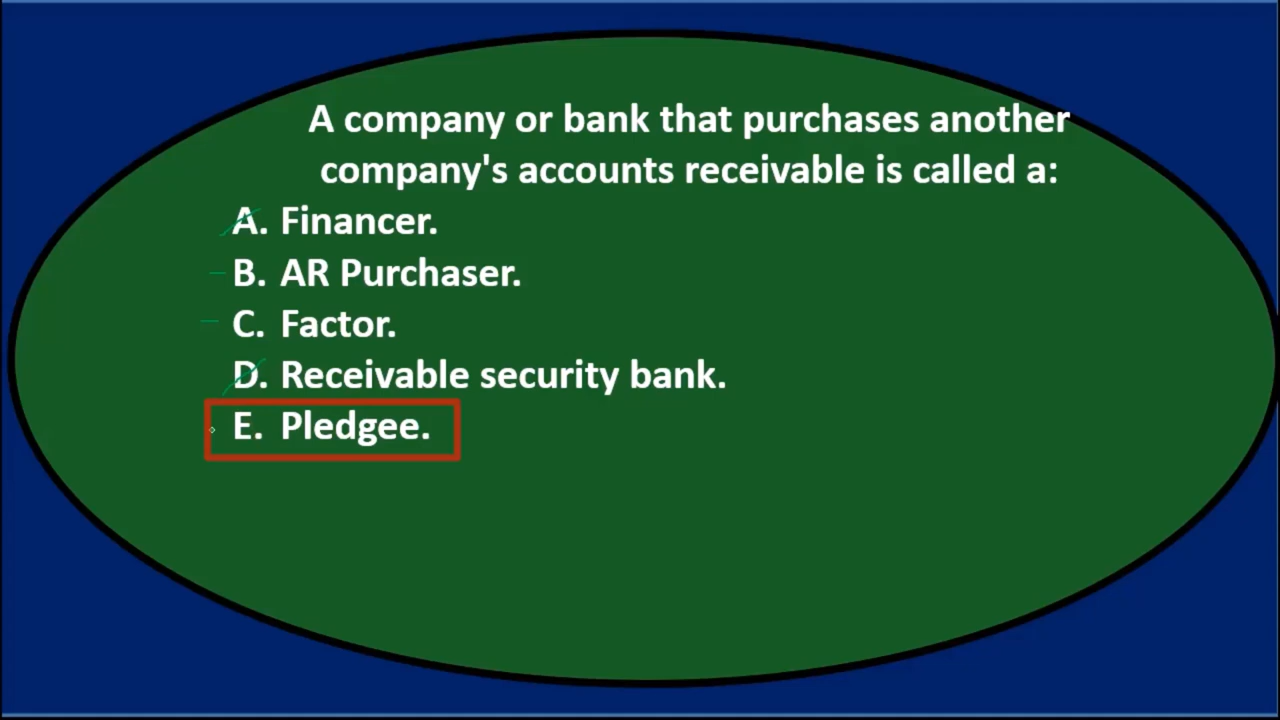 A company or bank that purchases another
company's accounts receivable is called a:
A. Financer.
B. AR Purchaser.
C. Factor.
D. Receivable security bank.
E. Pledgee.